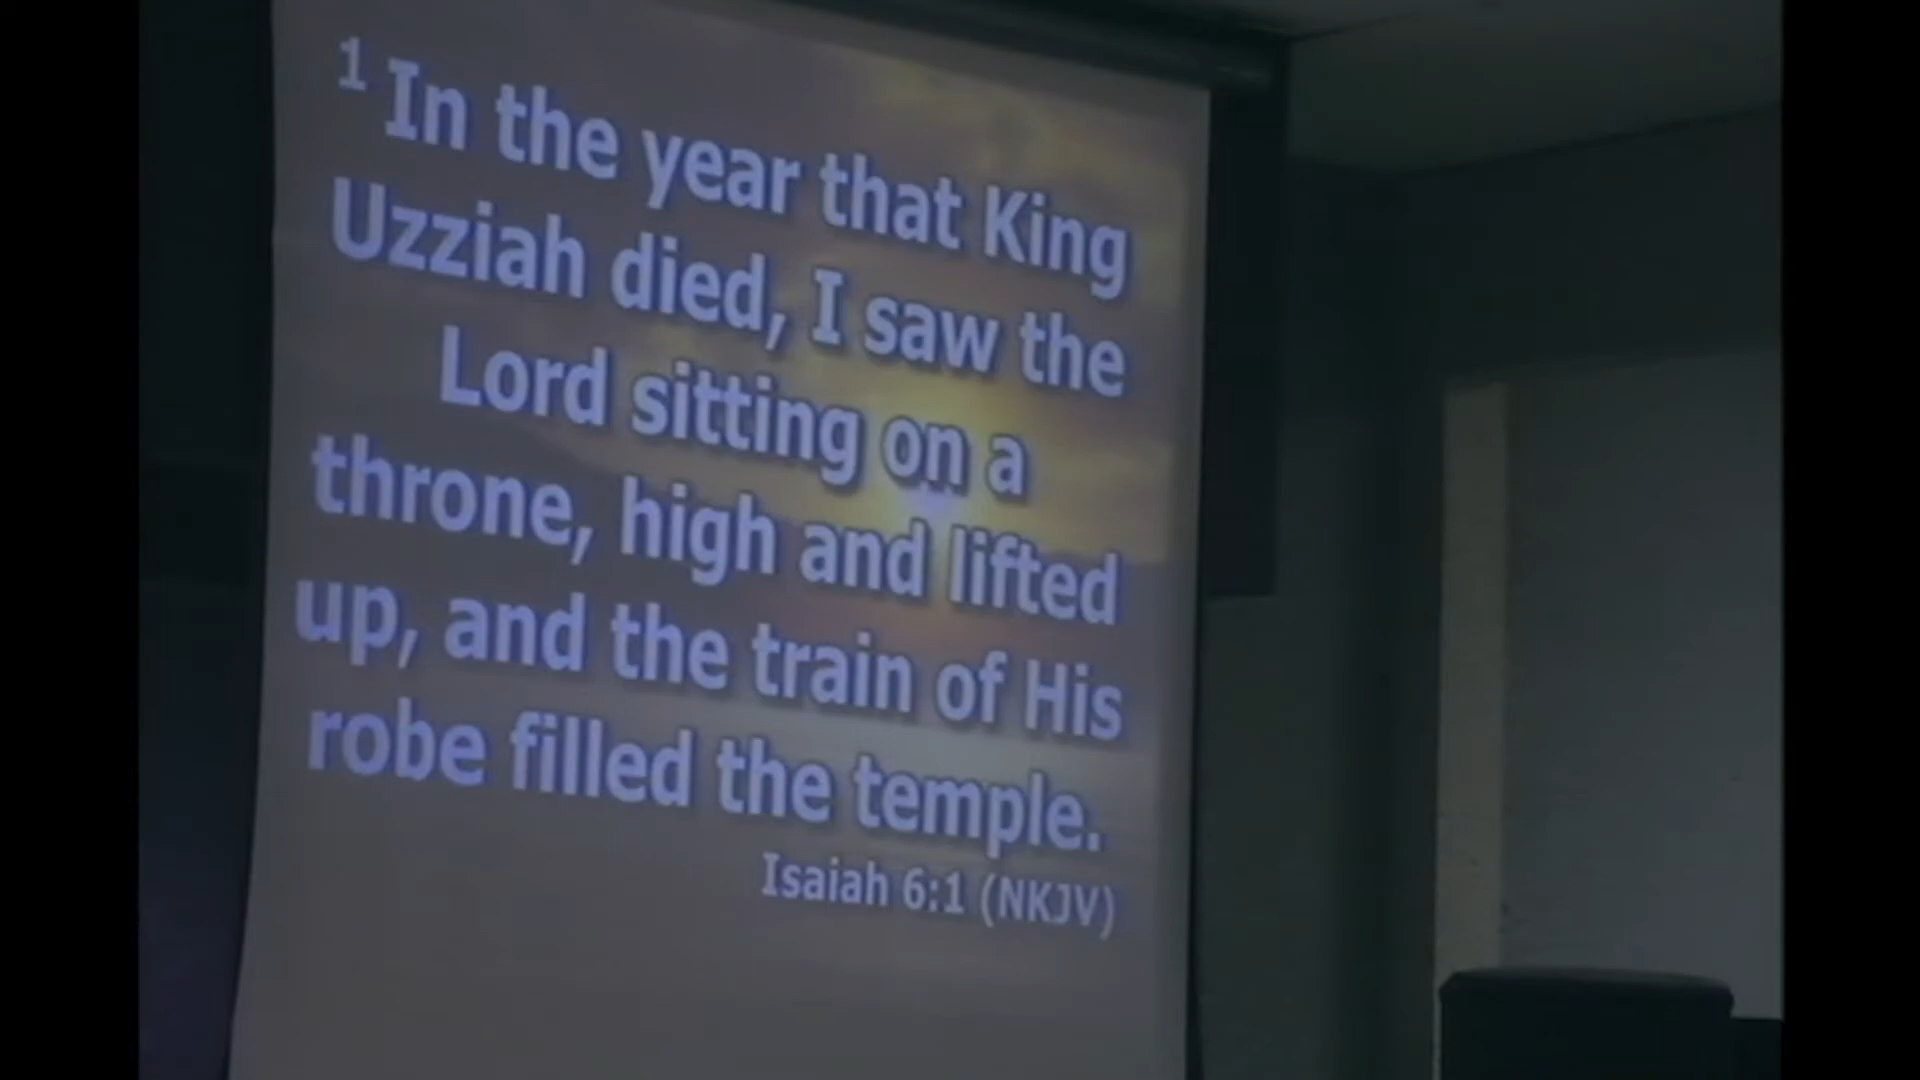 1 In the year that King
Uzziah died, I saw the
Lord sitting on a
throne, high and lifted
up, and the train of His
robe filled the temple.
Isaiah 6:1 (NKJV)